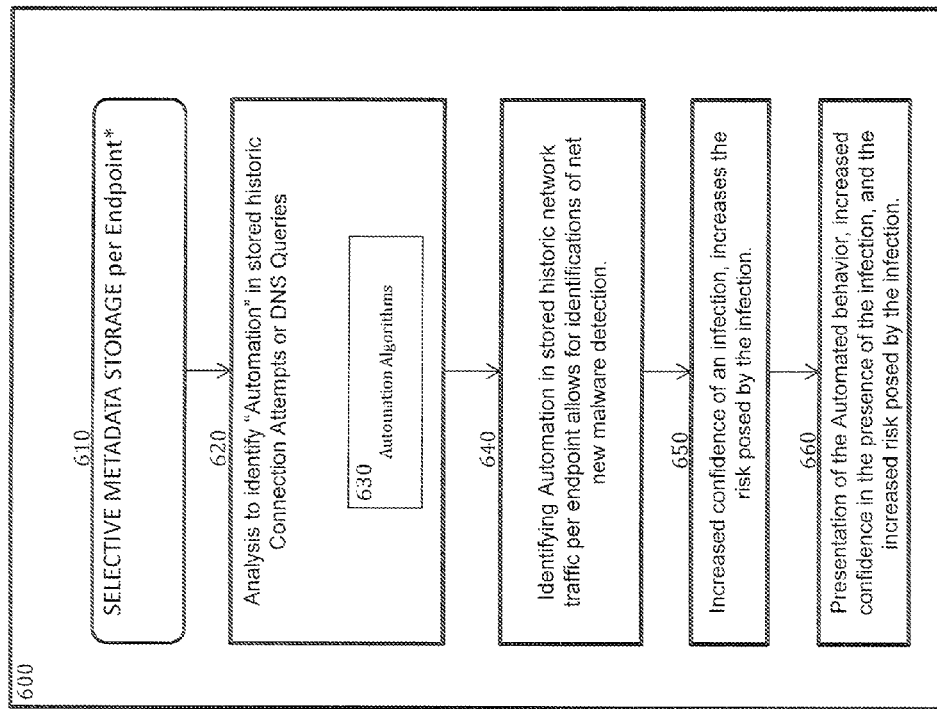 600
610
SELECTIVE METADATA STORAGE per Endpoint*
620
Analysis to identify "Automation" in stored historic
Connection Attempts or DNS Queries
630
Automation Algorithms
640
Identifying Automation in stored historic network
traffic per endpoint allows for identifications of net
new malware detection.
650
Increased confidence of an infection, increases the
risk posed by the infection.
660
Presentation of the Automated behavior, increased
confidence in the presence of the infection, and the
increased risk posed by the infection.